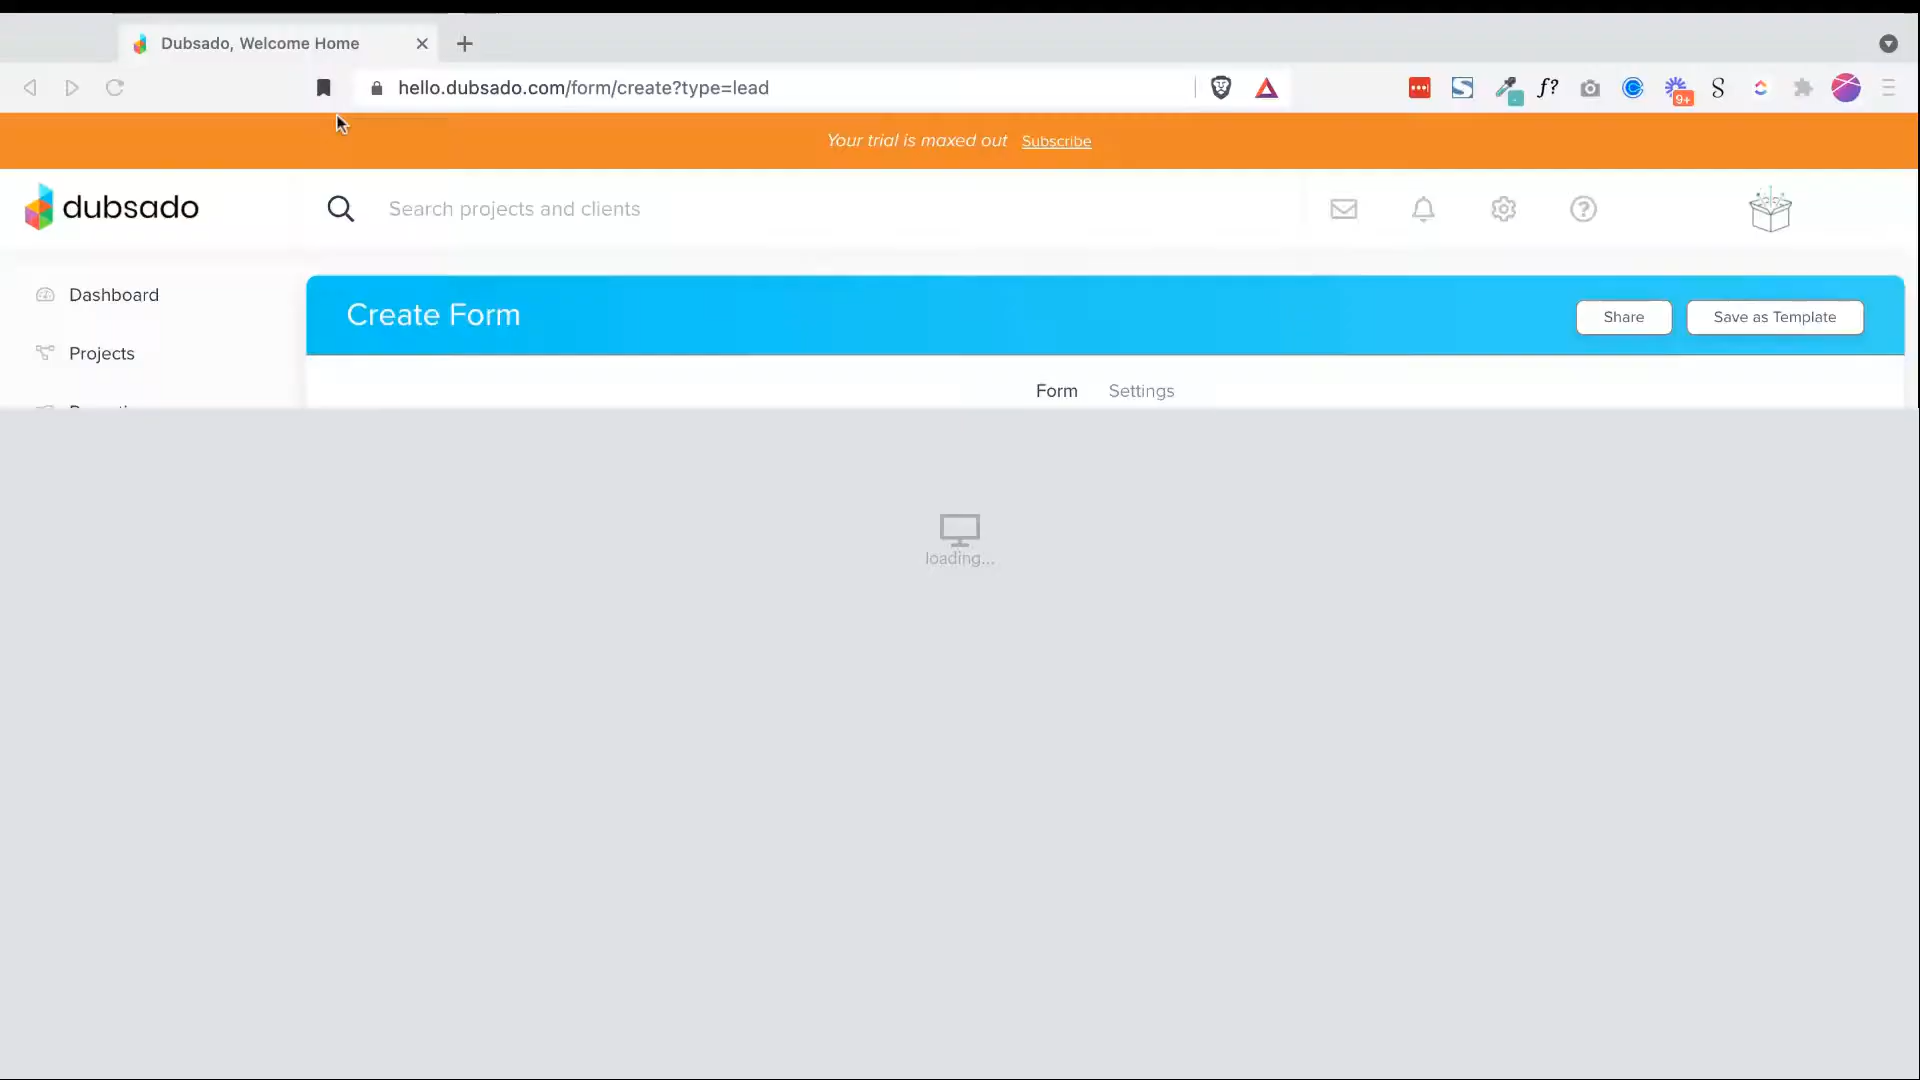 Dubsado, Welcome Home
hello.dubsado.com/form/create?type=lead
f?
S
9+
Your trial is maxed out Subscribe
dubsado
Search projects and clients
Dashboard
Create Form
Share
Save as Template
Projects
Form
Settings
loading...